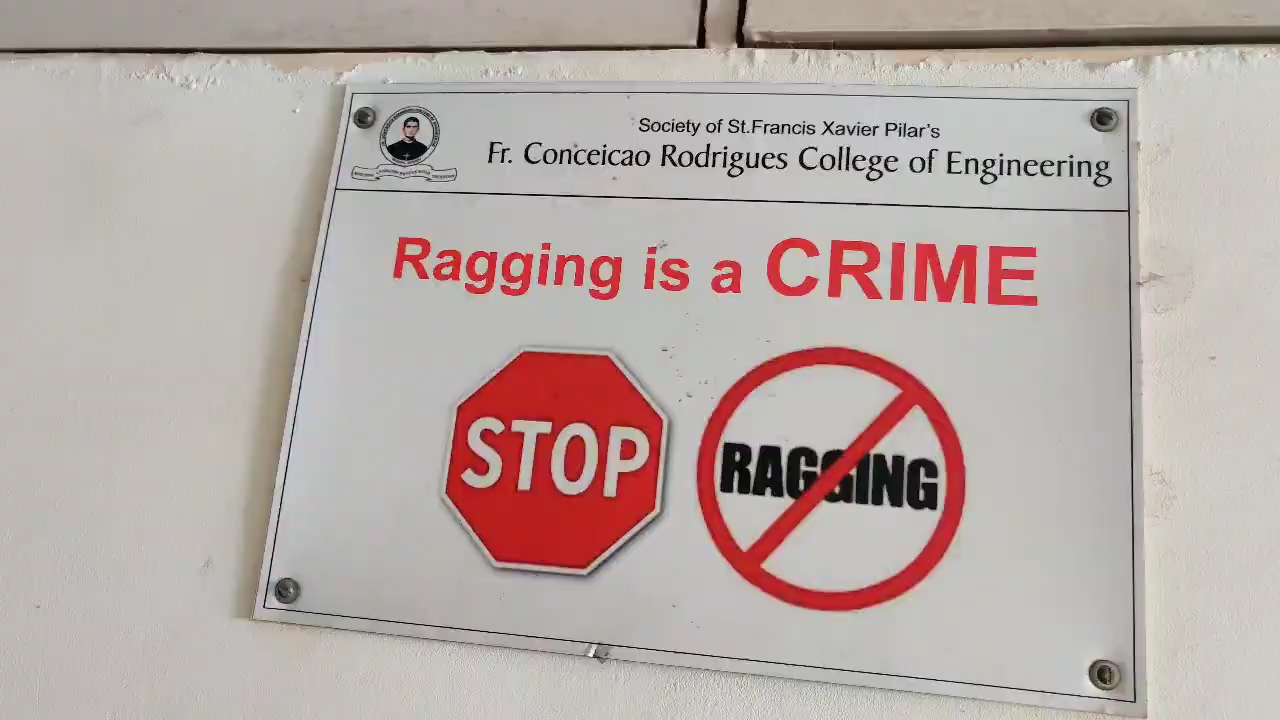 Society of St.Francis Xavier Pilar's
Fr. Conceicao Rodrigues College of Engineering
Ragging is a CRIME
STOP
RAGGING